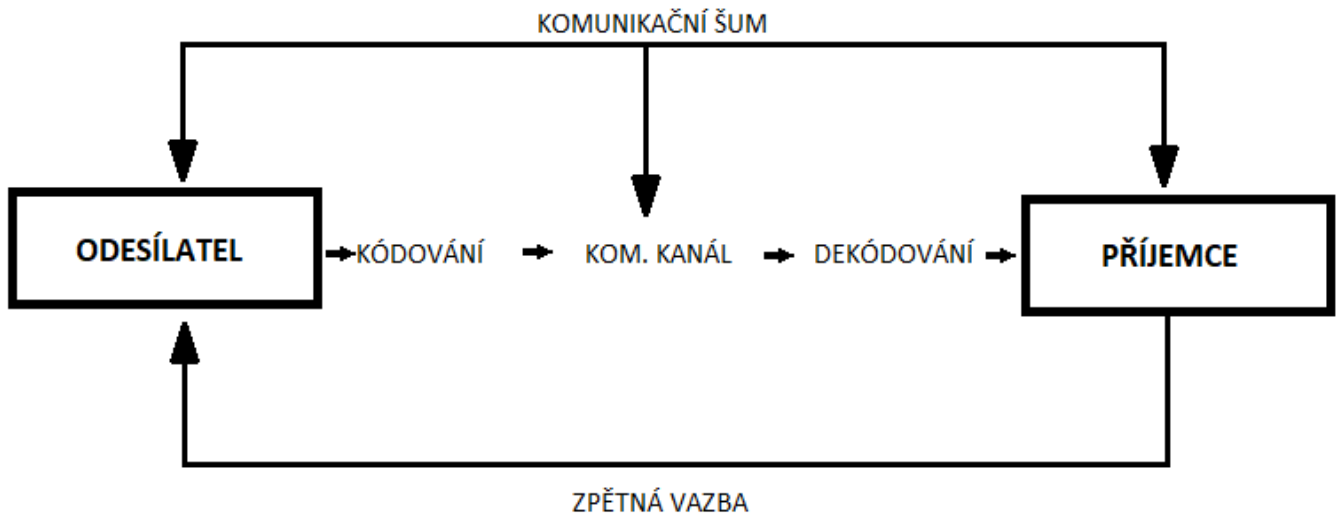 KOMUNIKAČNÍ ŠUM
ODESÍLATEL
KÓDOVÁNÍ
KOM. KANÁL
DEKÓDOVÁNÍ
PŘÍJEMCE
ZPĚTNÁ VAZBA